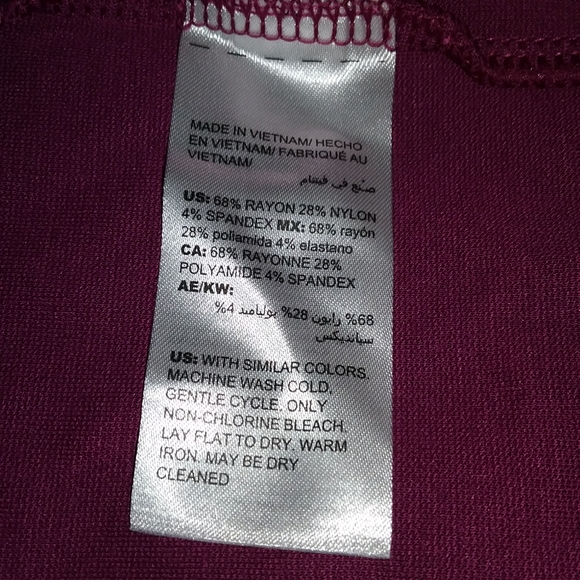 MADE IN VIETNAM/ HECHO
EN VIETNAM/ FABRIQUÉ AU
VIETNAM/
صنع في فيتنام
US: 68% RAYON 28% NYLON
4% SPANDEX MX: 68% rayón
28% poliamida 4% elastano
CA: 68% RAYONNE 28%
POLYAMIDE 4% SPANDEX
AE/KW:
68% رايون 28% بوليامید 4%
سباندیکس
US: WITH SIMILAR COLORS.
MACHINE WASH COLD,
GENTLE CYCLE. ONLY
NON-CHLORINE BLEACH.
LAY FLAT TO DRY. WARM
IRON. MAY BE DRY
CLEANED